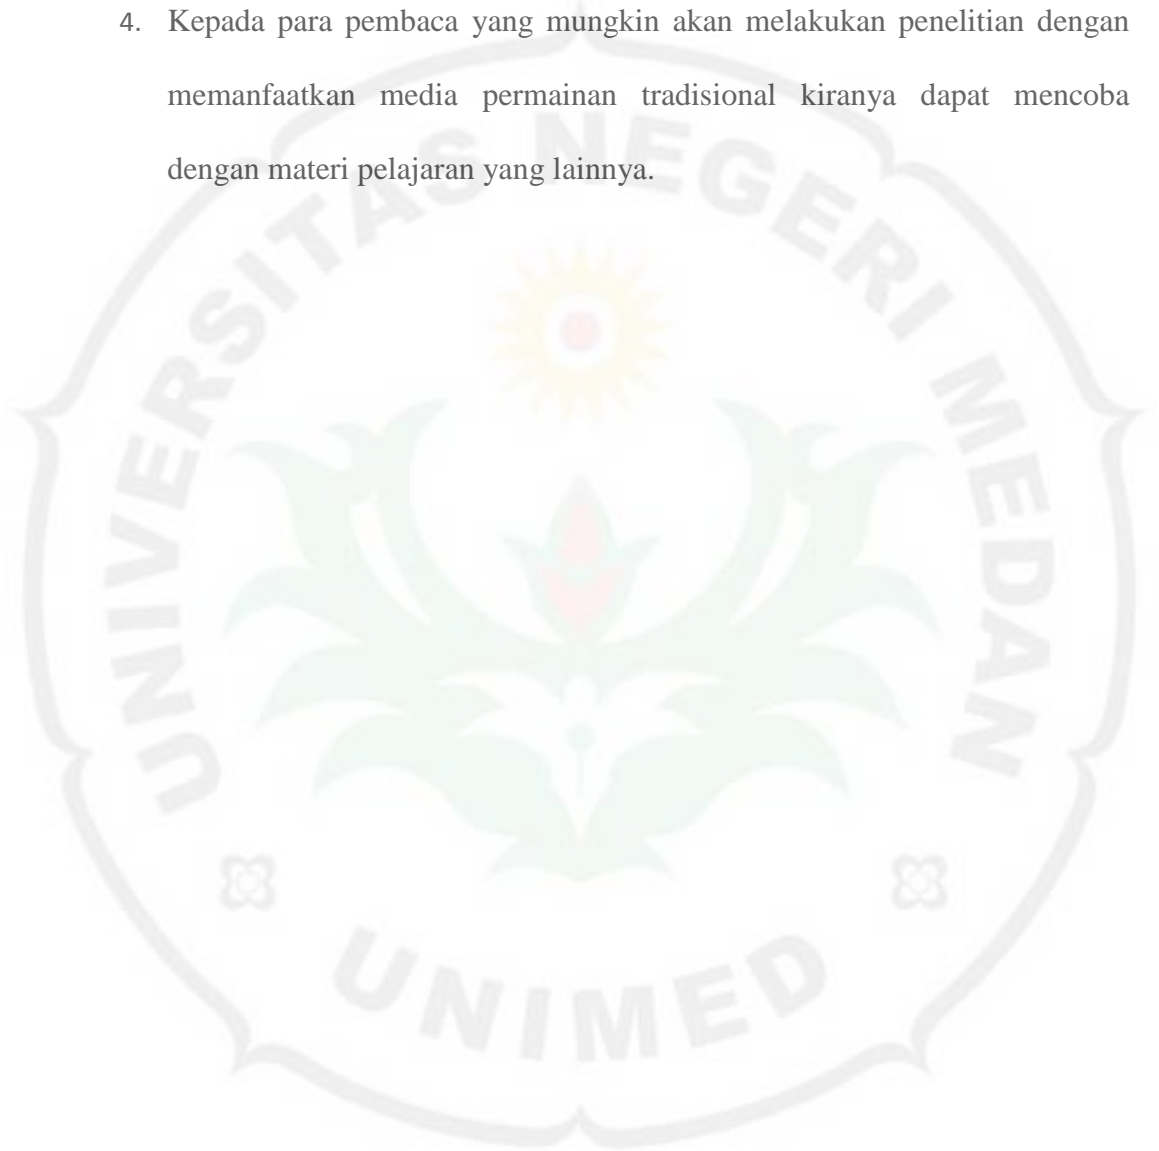 4. Kepada para pembaca yang mungkin akan melakukan penelitian dengan
memanfaatkan media permainan tradisional kiranya dapat mencoba
dengan materi pelajaran yang lainnya.
UNIVERSITAS NEGERI MEDAN
UNIMED